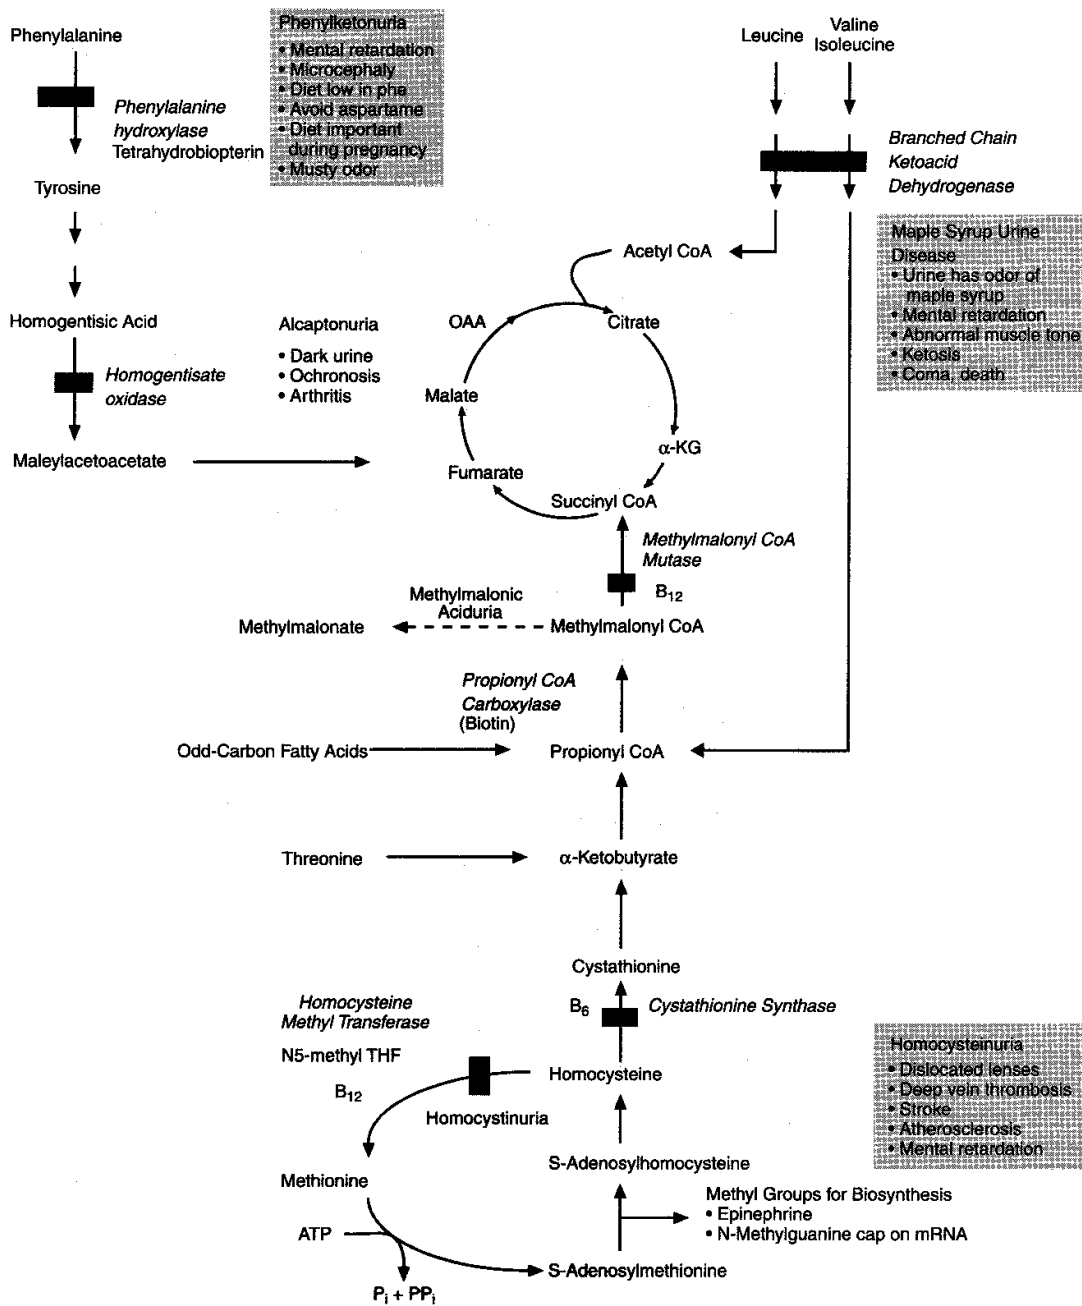 Phenylalanine
Phenylalanine
hydroxylase
Tetrahydrobiopterin
Phenylketonuria
• Mental retardation
• Microcephaly
• Diet low in phe
• Avoid aspartame
• Diet important
during pregnancy
• Musty odor
Leucine
Valine
Isoleucine
Branched Chain
Ketoacid
Dehydrogenase
Tyrosine
Maple Syrup Urine
Disease
• Urine has odor of
maple syrup
• Mental retardation
• Abnormal muscle tone
• Ketosis
• Coma, death
Acetyl CoA
Homogentisic Acid
Homogentisate
oxidase
Alcaptonuria
• Dark urine
• Ochronosis
• Arthritis
OAA
Citrate
Malate
α-KG
Maleylacetoacetate
Fumarate
Succinyl CoA
Methylmalonyl CoA
Mutase
B12
Methylmalonic
Aciduria
Methylmalonate
Methylmalonyl CoA
Propionyl CoA
Carboxylase
(Biotin)
Odd-Carbon Fatty Acids
Propionyl CoA
Threonine
α-Ketobutyrate
Cystathionine
B6
Cystathionine Synthase
Homocysteine
Methyl Transferase
N5-methyl THF
B12
Homocysteine
Homocystinuria
Homocysteinuria
• Dislocated lenses
• Deep vein thrombosis
• Stroke
• Atherosclerosis
• Mental retardation
S-Adenosylhomocysteine
Methionine
Methyl Groups for Biosynthesis
• Epinephrine
• N-Methylguanine cap on mRNA
ATP
S-Adenosylmethionine
Pi + PPi